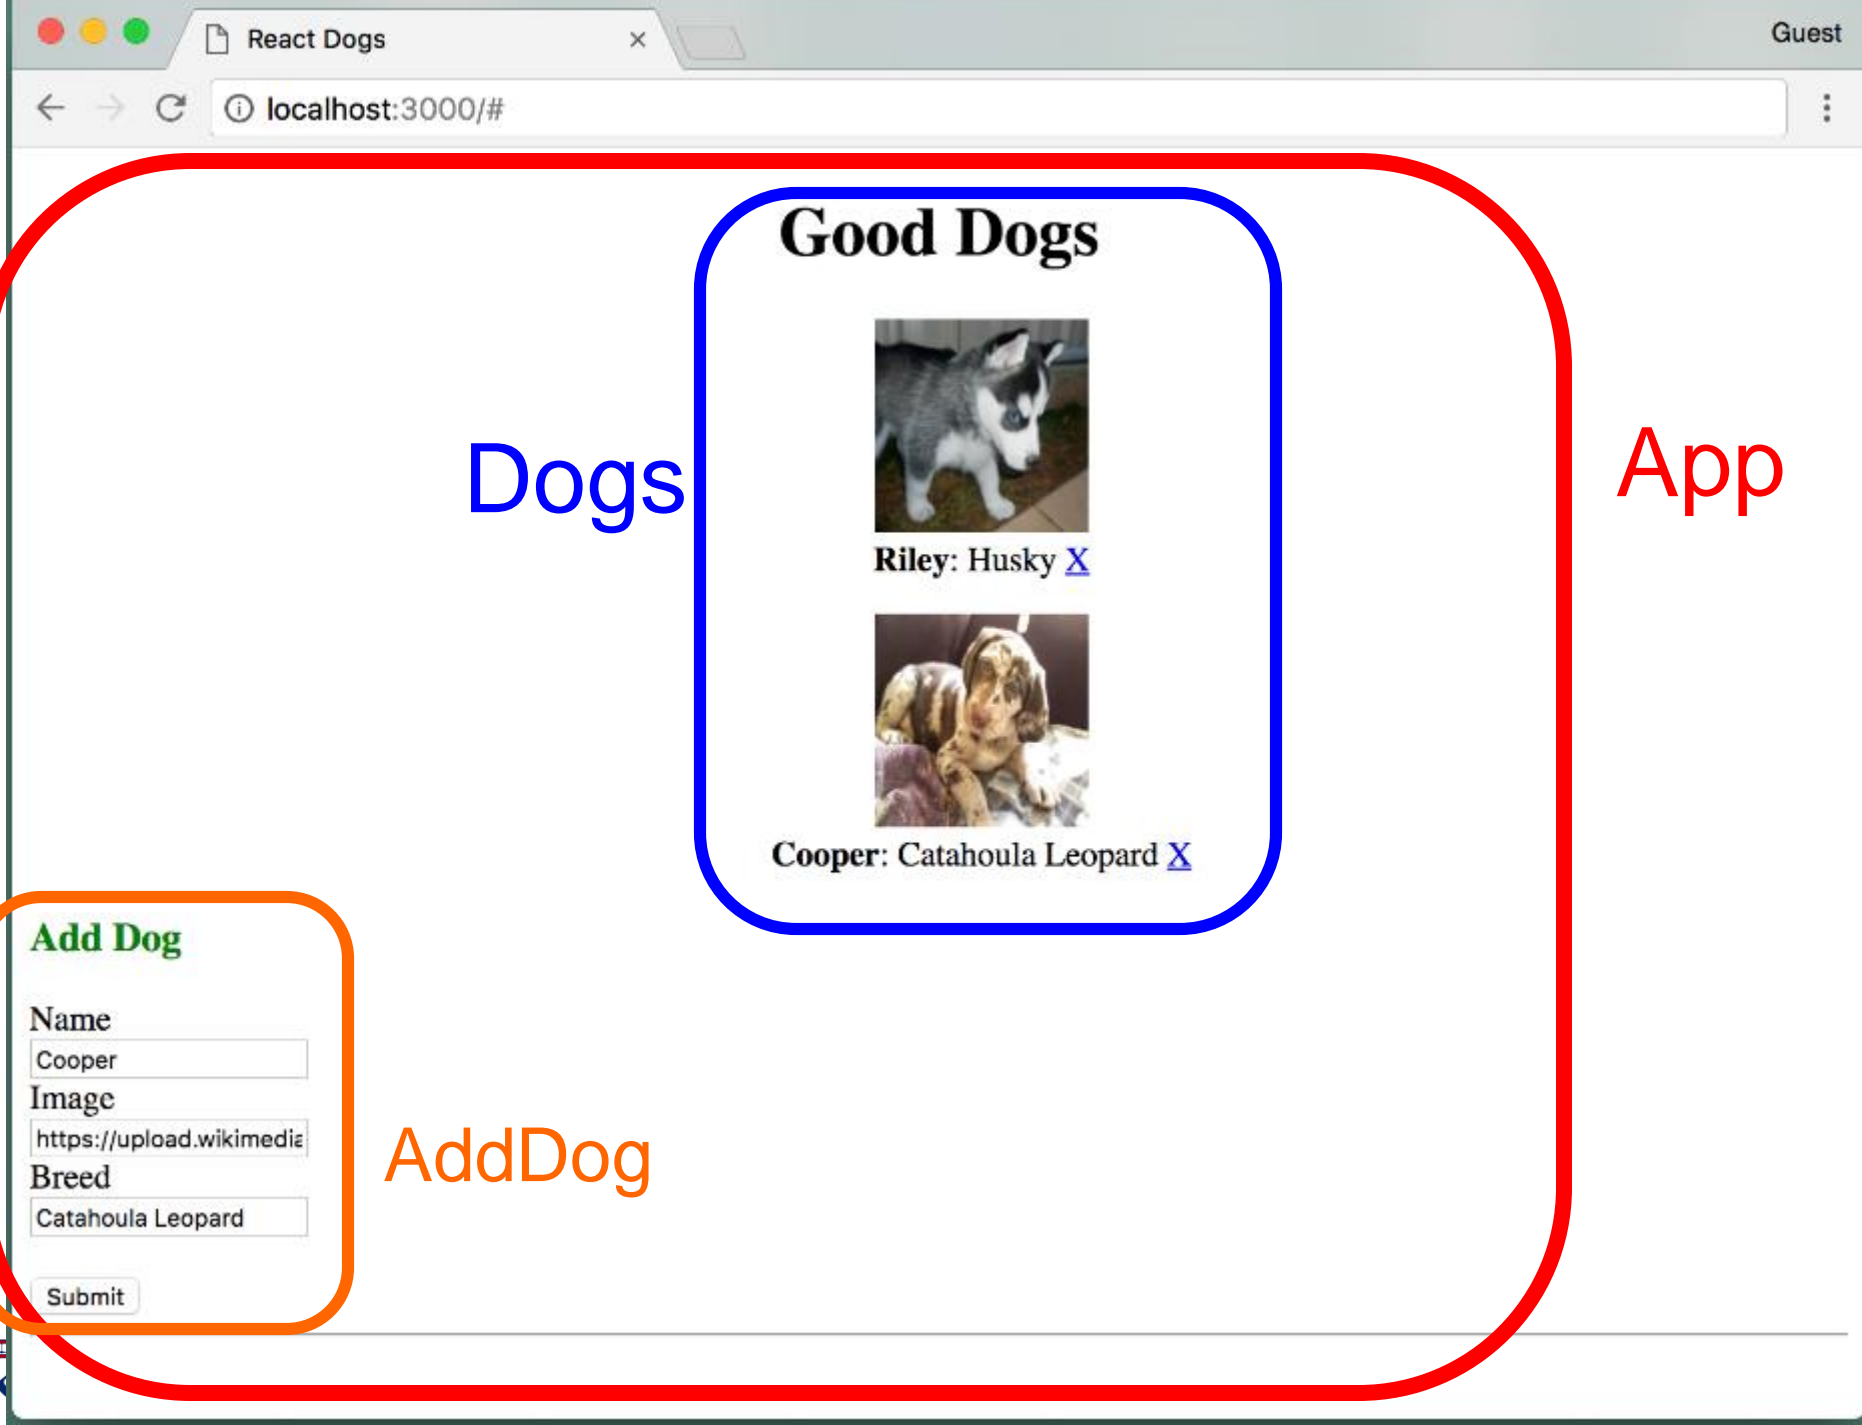 React Dogs
Guest
localhost:3000/#
Good Dogs
Dogs
App
Riley: Husky X
Cooper: Catahoula Leopard X
Add Dog
Name
Cooper
Image
https://upload.wikimedia
Breed
Catahoula Leopard
AddDog
Submit